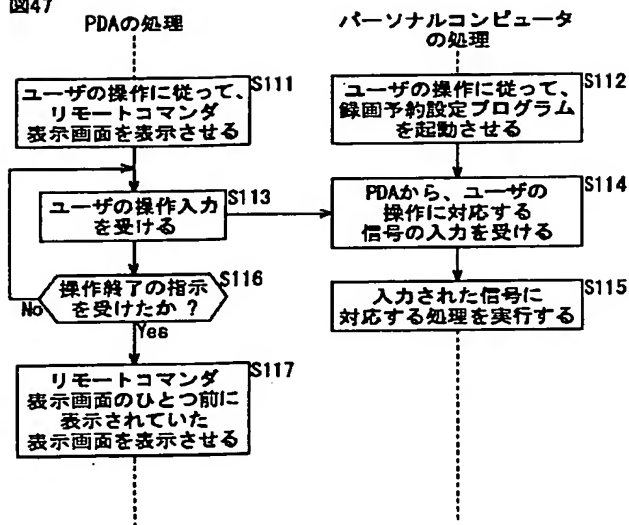 図47
PDAの処理
パーソナルコンピュータ
の処理
S111
ユーザの操作に従って、
リモートコマンダ
表示画面を表示させる
S112
ユーザの操作に従って、
録画予約設定プログラム
を起動させる
S113
ユーザの操作入力
を受ける
S114
PDAから、ユーザの
操作に対応する
信号の入力を受ける
S116
操作終了の指示
を受けたか?
No
Yes
S115
入力された信号に
対応する処理を実行する
S117
リモートコマンダ
表示画面のひとつ前に
表示されていた
表示画面を表示させる